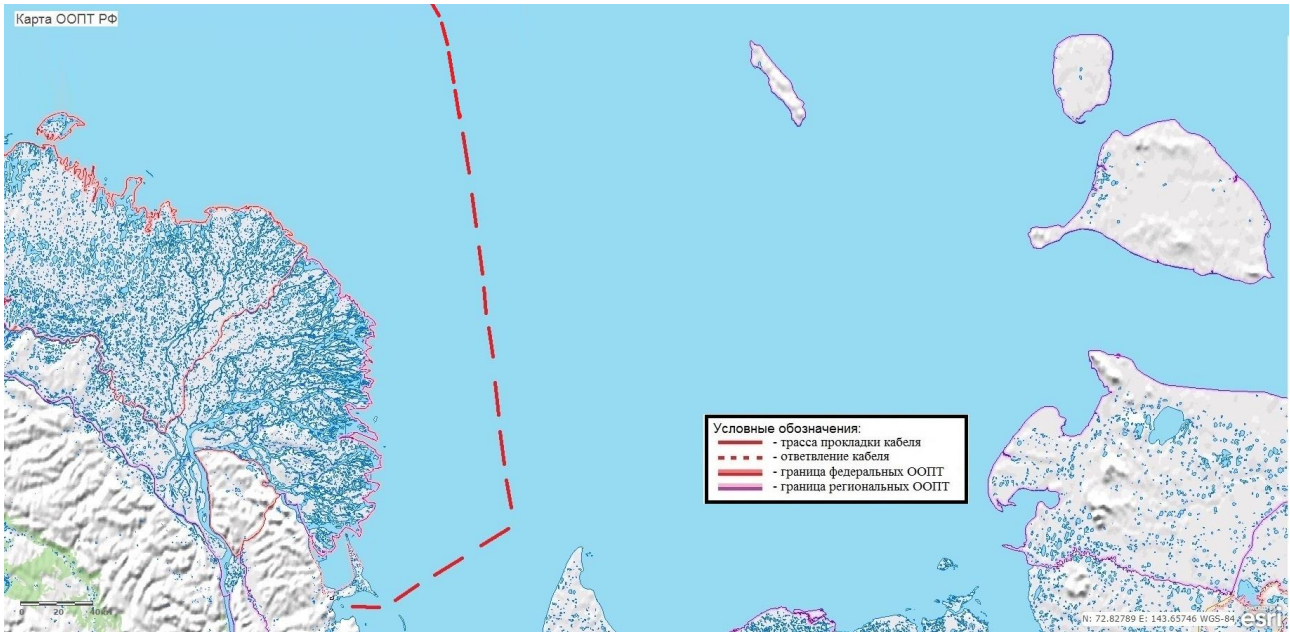 Карта ООПТ РФ
Условные обозначения:
- трасса прокладки кабеля
- ответвление кабеля
- граница федеральных ООПТ
- граница региональных ООПТ
0 20 40км
N: 72.82789 E: 143.65746 WGS-84
esri